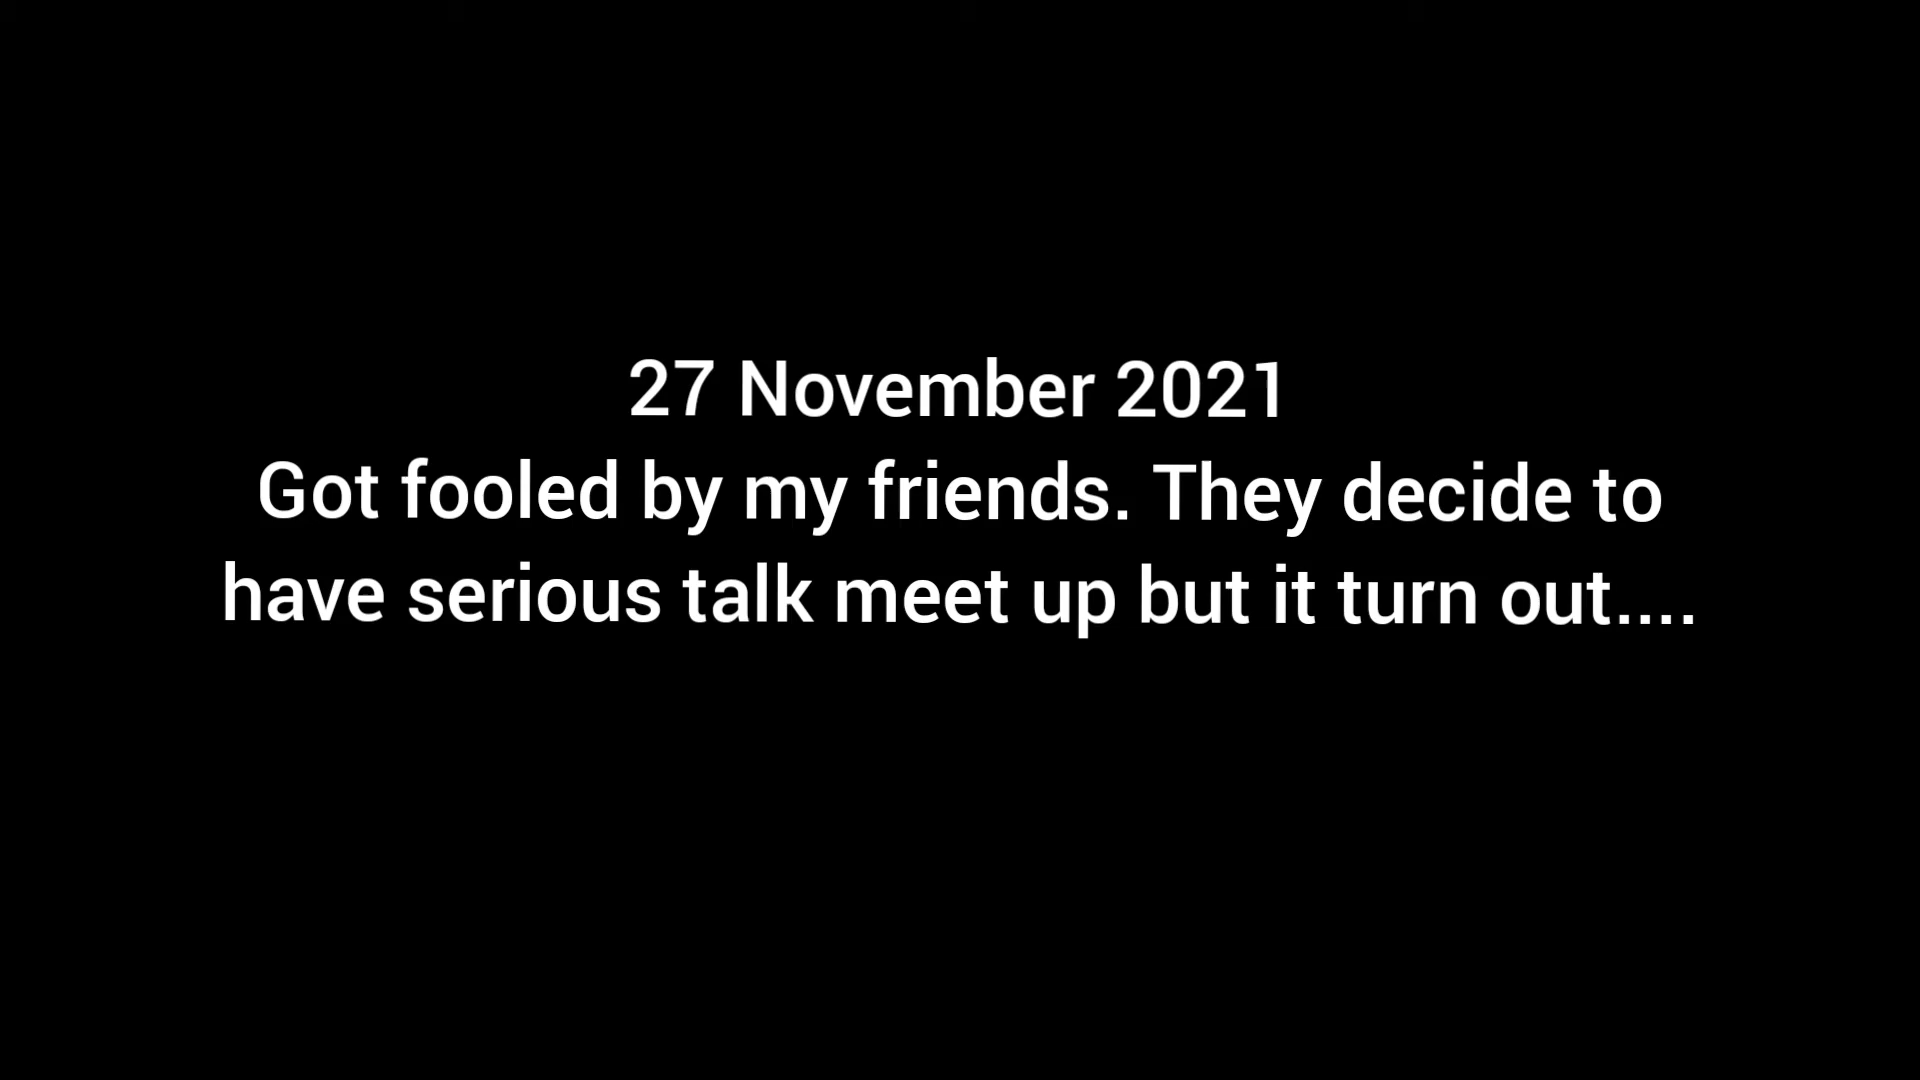 27 November 2021
Got fooled by my friends. They decide to
have serious talk meet up but it turn out....